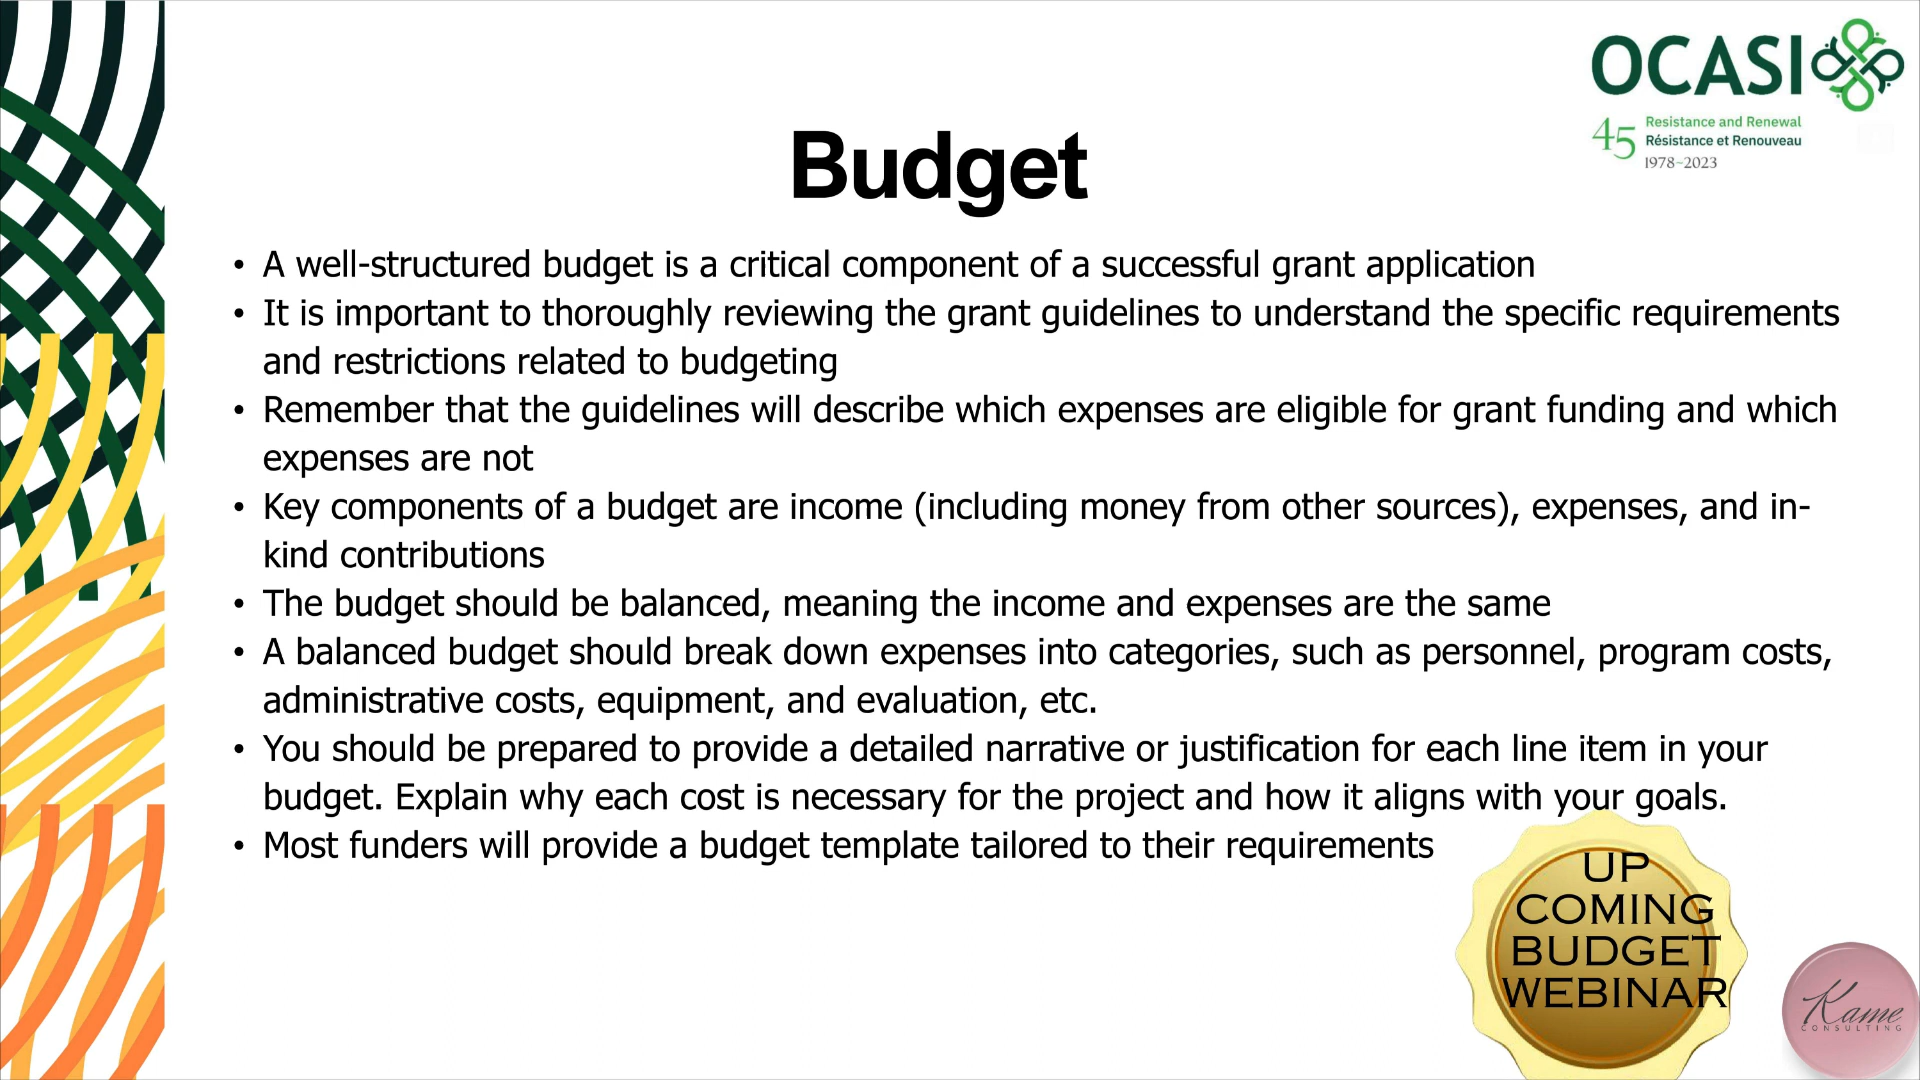 OCASI
45 Resistance and Renewal
Résistance et Renouveau
1978-2023
Budget
• A well-structured budget is a critical component of a successful grant application
• It is important to thoroughly reviewing the grant guidelines to understand the specific requirements
and restrictions related to budgeting
• Remember that the guidelines will describe which expenses are eligible for grant funding and which
expenses are not
• Key components of a budget are income (including money from other sources), expenses, and in-
kind contributions
• The budget should be balanced, meaning the income and expenses are the same
• A balanced budget should break down expenses into categories, such as personnel, program costs,
administrative costs, equipment, and evaluation, etc.
• You should be prepared to provide a detailed narrative or justification for each line item in your
budget. Explain why each cost is necessary for the project and how it aligns with your goals.
• Most funders will provide a budget template tailored to their requirements
UP
COMING
BUDGET
WEBINAR
Kame
CONSULTING